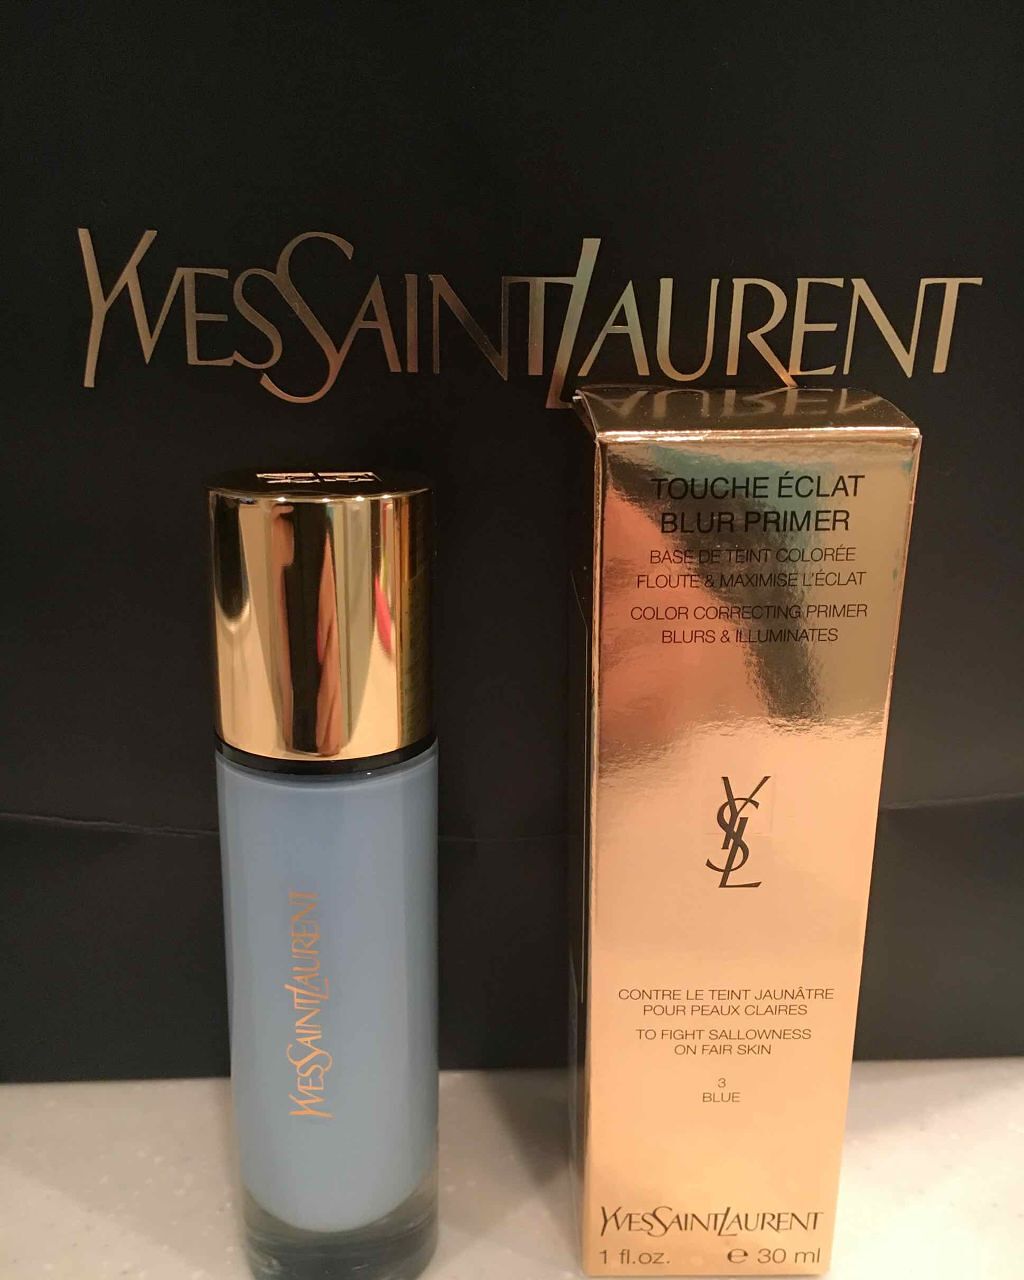 YVESSAINTLAURENT
TOUCHE ÉCLAT
BLUR PRIMER
BASE DE TEINT COLORÉE
FLOUTE & MAXIMISE L'ÉCLAT
COLOR CORRECTING PRIMER
BLURS & ILLUMINATES
YSL
CONTRE LE TEINT JAUNÂTRE
POUR PEAUX CLAIRES
TO FIGHT SALLOWNESS
ON FAIR SKIN
3
BLUE
YVESSAINTLAURENT
1 fl.oz. e 30 ml
YVESSAINTLAURENT